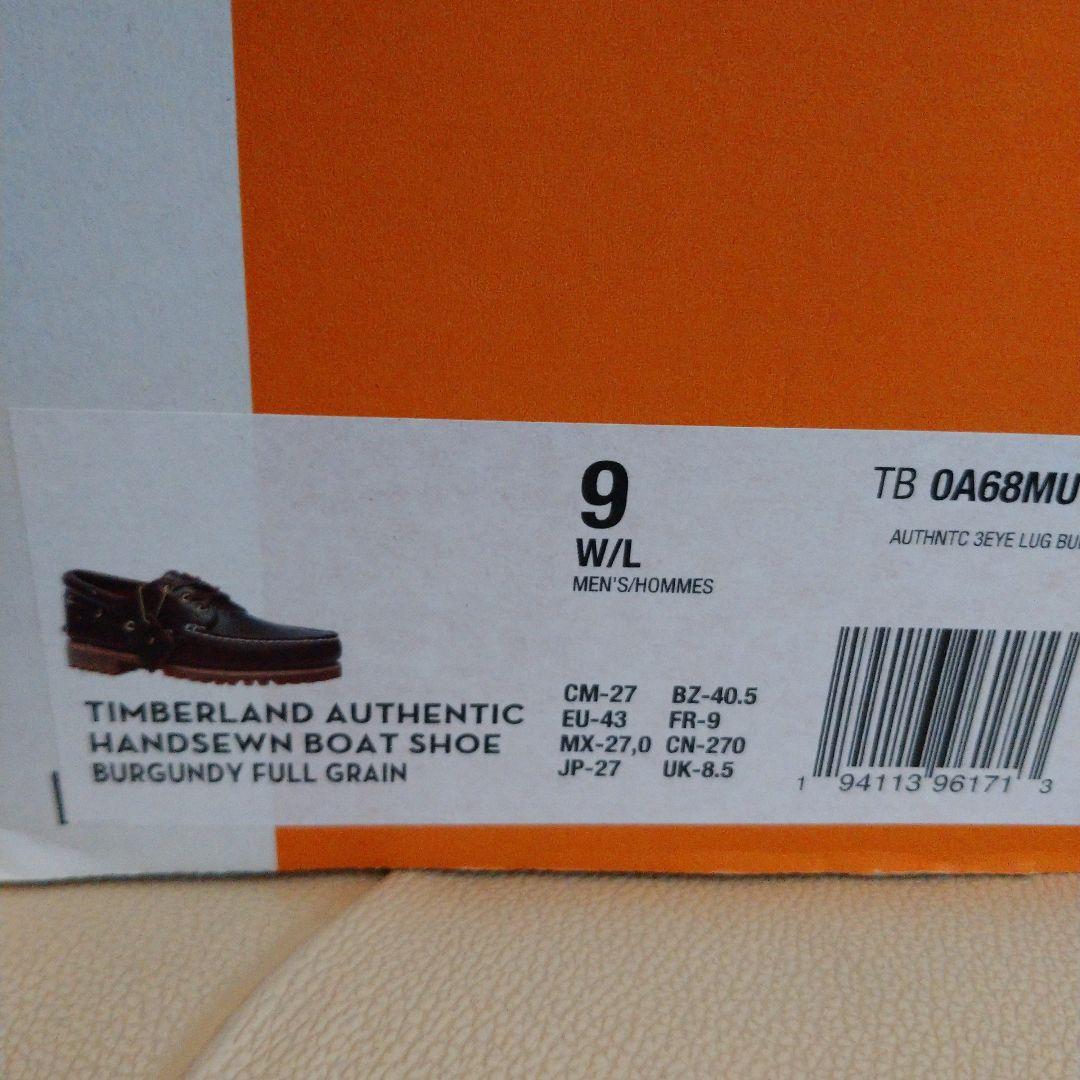 9
W/L
MEN'S/HOMMES
TB 0A68MU
AUTHNTC 3EYE LUG
TIMBERLAND AUTHENTIC
HANDSEWN BOAT SHOE
BURGUNDY FULL GRAIN
CM-27 BZ-40.5
EU-43 FR-9
MX-27,0 CN-270
JP-27 UK-8.5
1 94113 96171 3